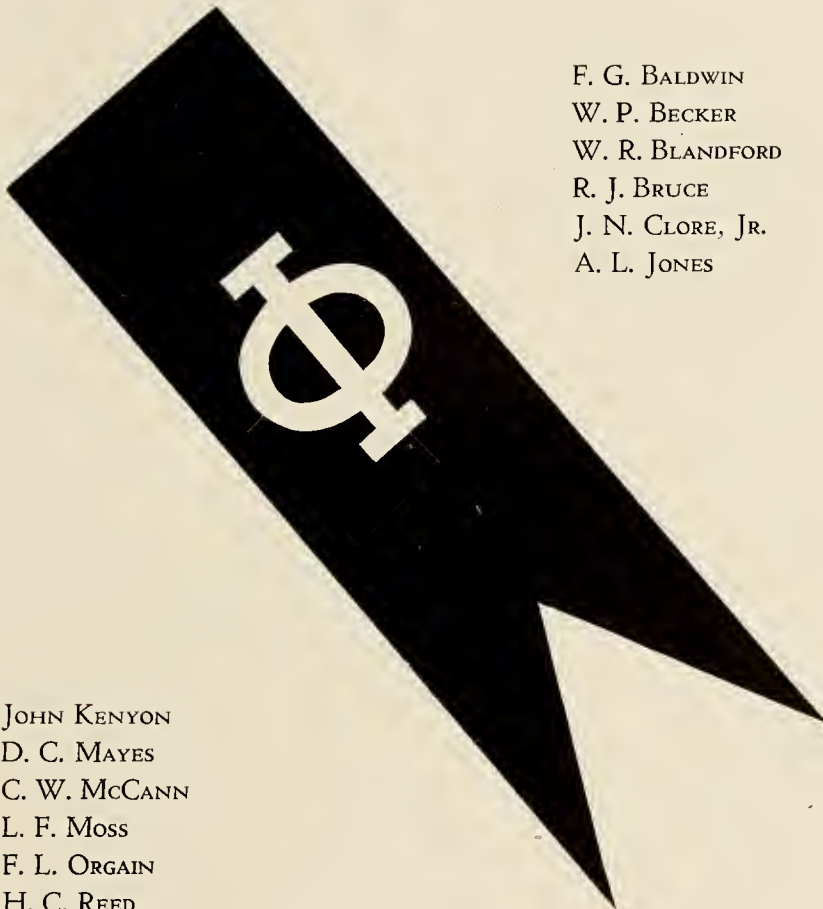 F. G. BALDWIN
W. P. BECKER
W. R. BLANDFORD
R. J. BRUCE
J. N. CLORE, JR.
A. L. JONES
Φ
JOHN KENYON
D. C. MAYES
C. W. MCCANN
L. F. MOSS
F. L. ORGAIN
H. C. REED